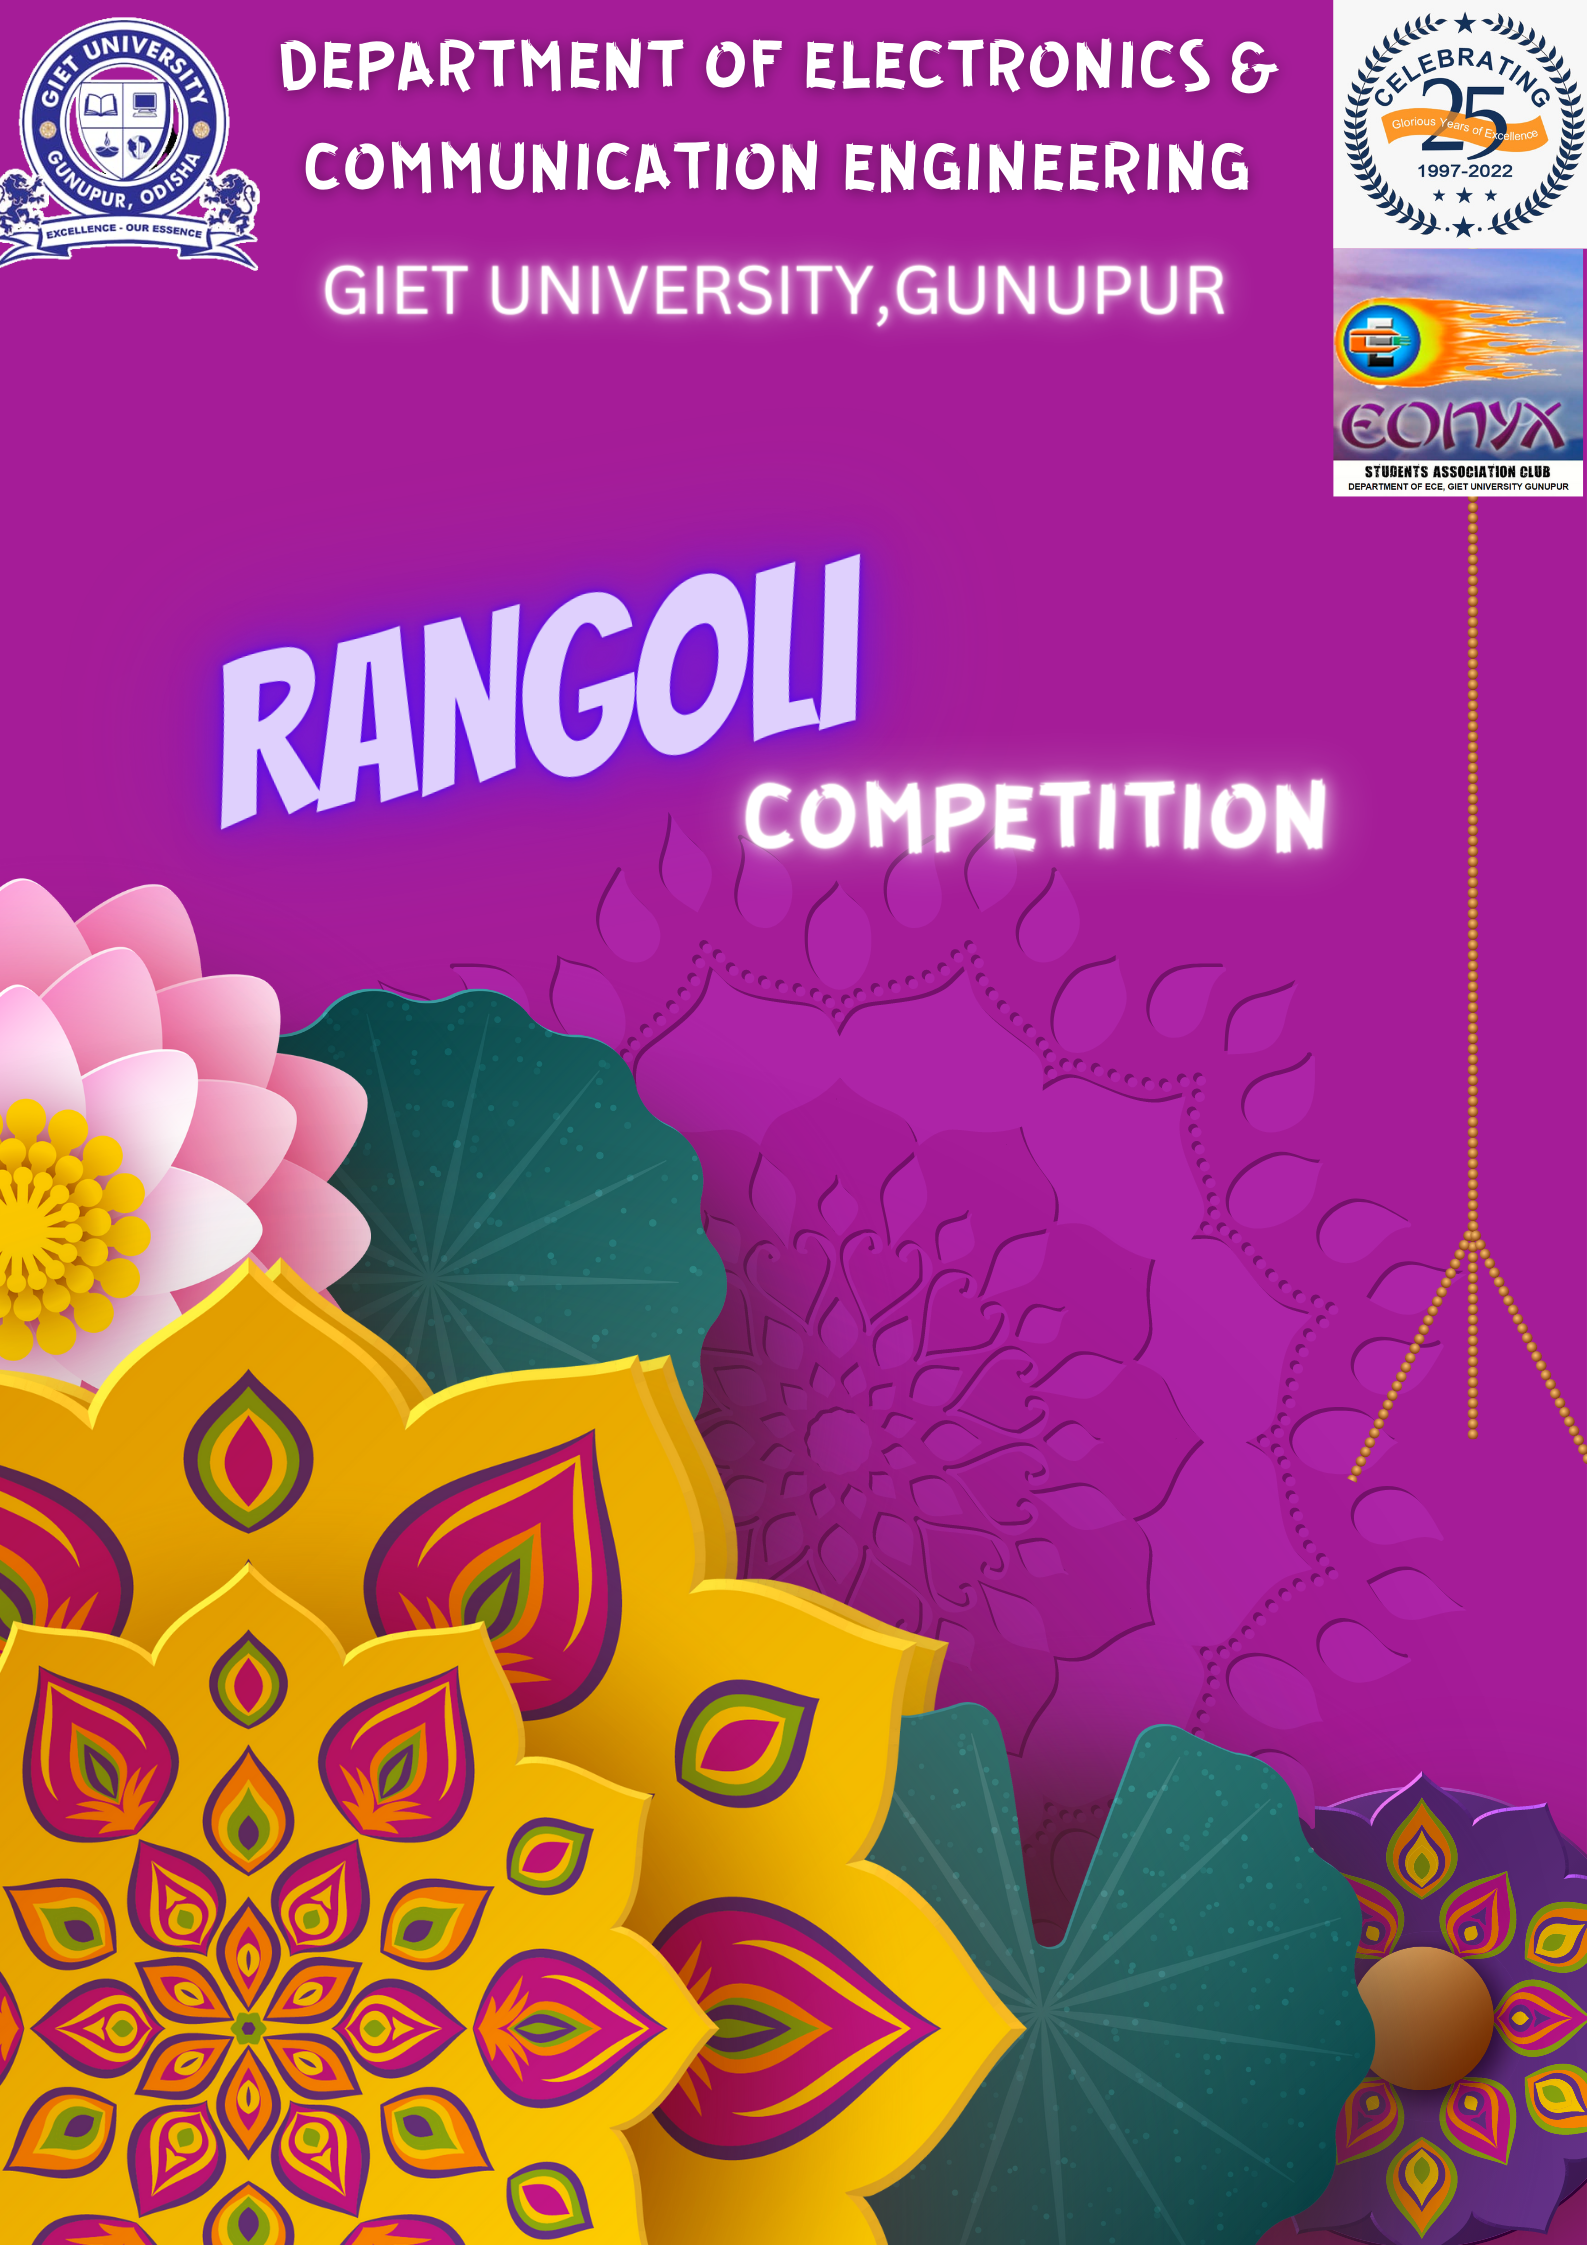 GIET UNIVERSITY
GUNUPUR, ODISHA
EXCELLENCE - OUR ESSENCE
DEPARTMENT OF ELECTRONICS &
COMMUNICATION ENGINEERING
GIET UNIVERSITY,GUNUPUR
CELEBRATING
25
Glorious Years of Excellence
1997-2022
EONYX
STUDENTS ASSOCIATION CLUB
DEPARTMENT OF ECE, GIET UNIVERSITY GUNUPUR
RANGOLI
COMPETITION